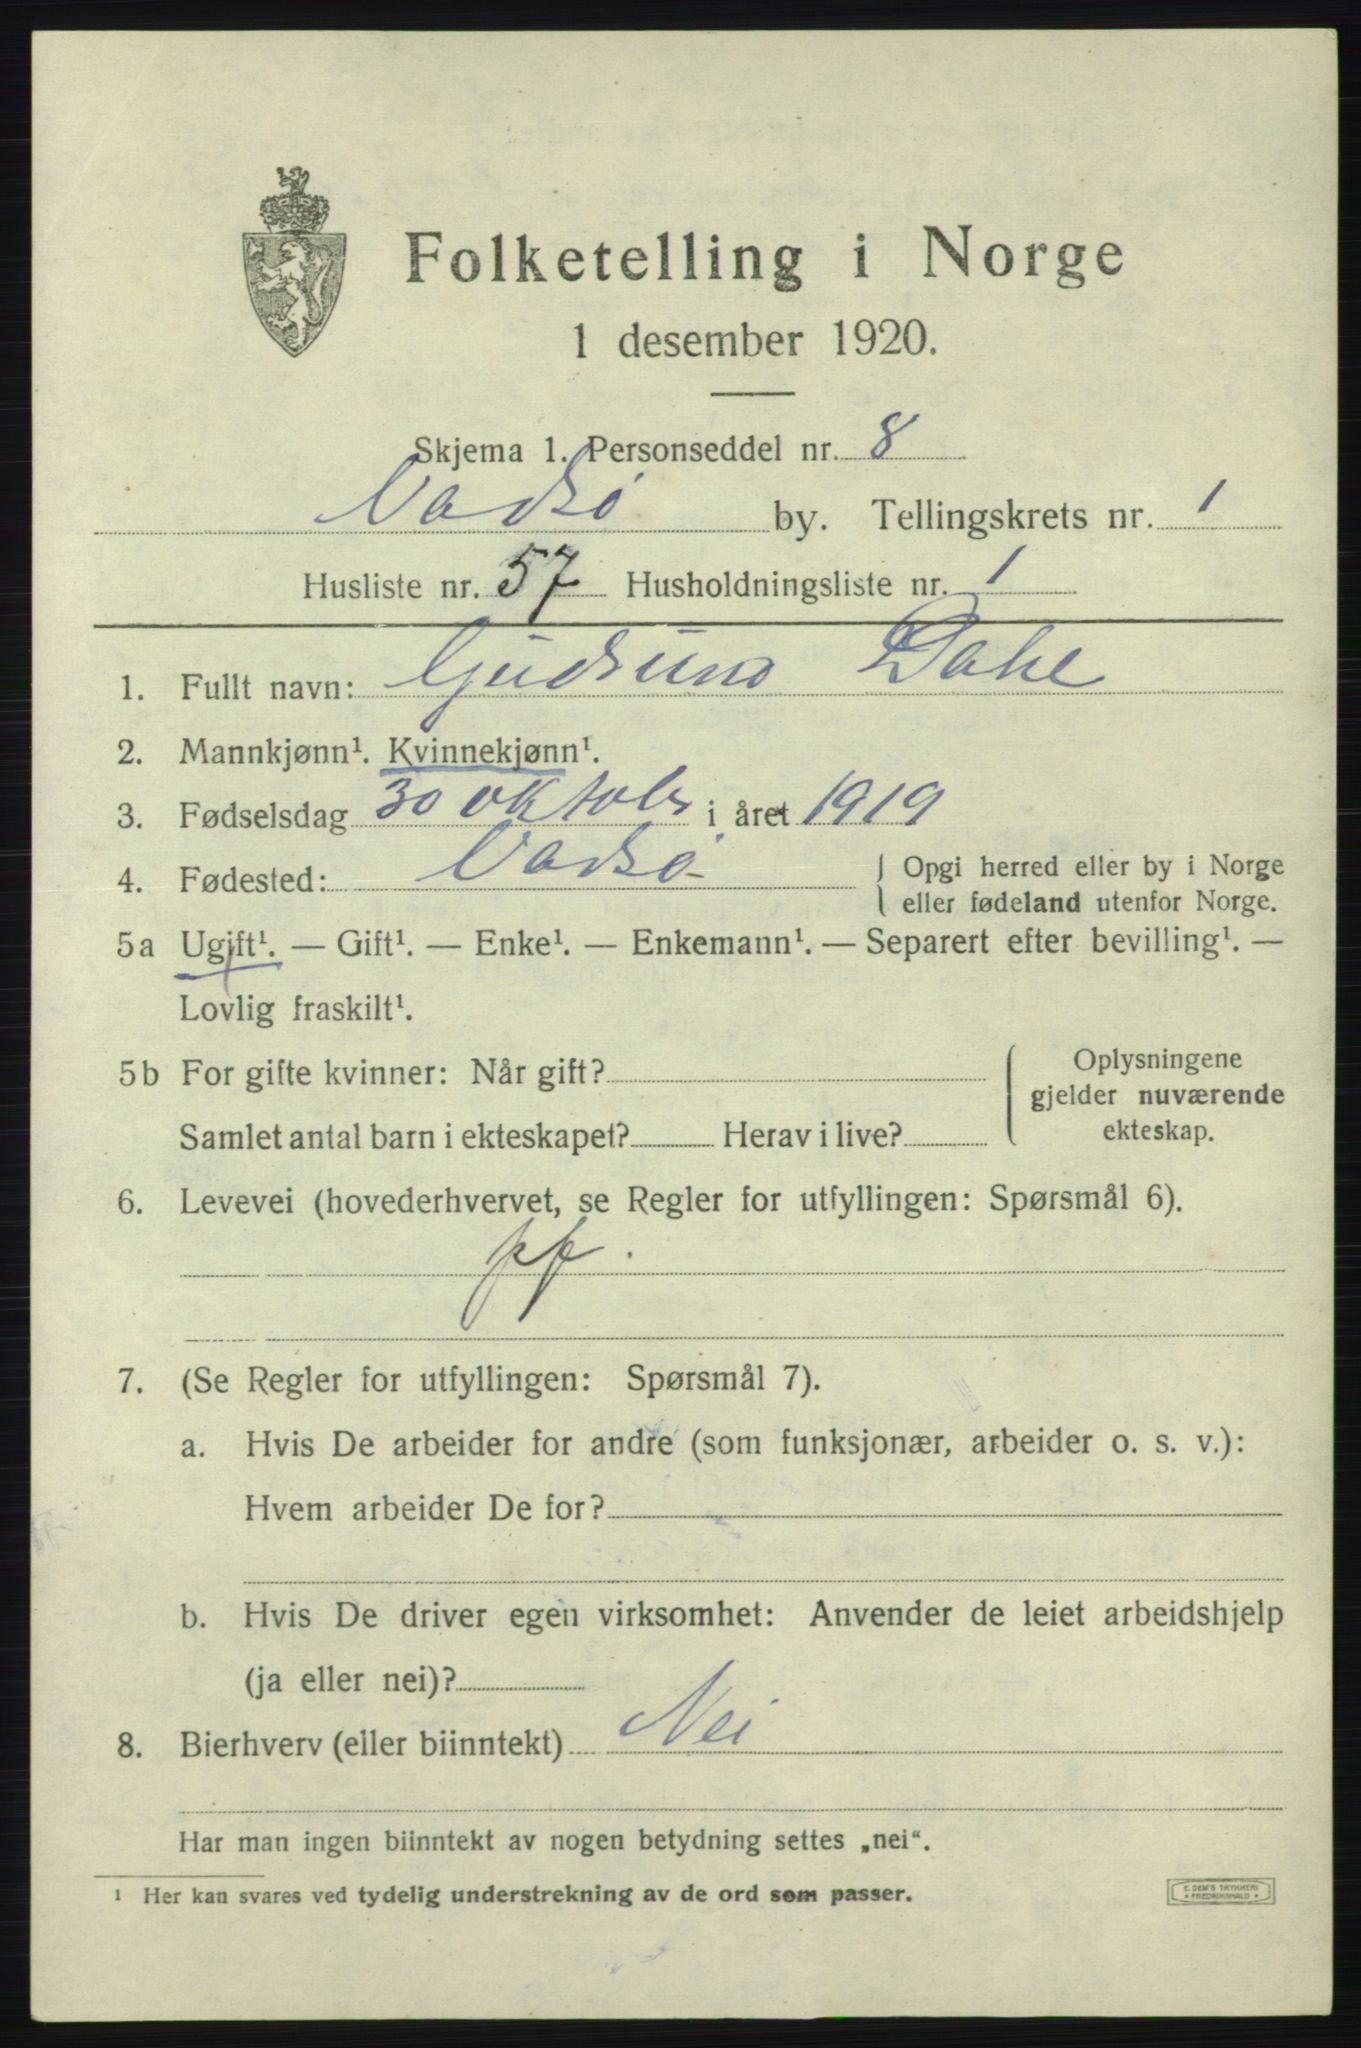 Folketelling i Norge
1 desember 1920.
Skjema 1. Personseddel nr. 8
Vadsø by. Tellingskrets nr. 1
Husliste nr. 57 Husholdningsliste nr. 1
1. Fullt navn: Gudrun Dahl
2. Mannkjønn¹. Kvinnekjønn¹.
3. Fødselsdag 30 oktobr i året 1919
4. Fødested: Vadsø { Opgi herred eller by i Norge
eller fødeland utenfor Norge.
5a Ugift¹. — Gift¹. — Enke¹. — Enkemann¹. — Separert efter bevilling¹. —
Lovlig fraskilt¹.
5b For gifte kvinner: Når gift? { Oplysningene
gjelder nuværende
Samlet antal barn i ekteskapet? Herav i live? ekteskap.
6. Levevei (hovederhvervet, se Regler for utfyllingen: Spørsmål 6).
pf.
7. (Se Regler for utfyllingen: Spørsmål 7).
a. Hvis De arbeider for andre (som funksjonær, arbeider o. s. v.):
Hvem arbeider De for?
b. Hvis De driver egen virksomhet: Anvender de leiet arbeidshjelp
(ja eller nei)?
8. Bierhverv (eller biinntekt) Nei
Har man ingen biinntekt av nogen betydning settes „nei“.
¹ Her kan svares ved tydelig understrekning av de ord som passer.
E. SEM'S TRYKKERI
FREDRIKSHALD